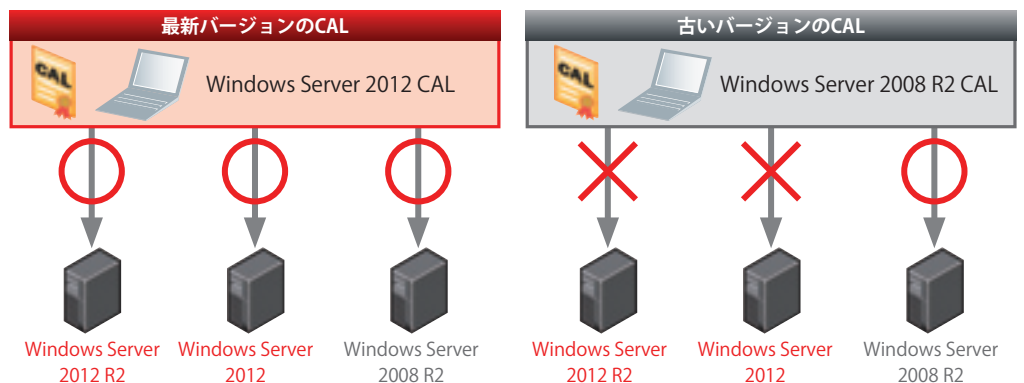 最新バージョンのCAL
CAL
Windows Server 2012 CAL
Windows Server
2012 R2
Windows Server
2012
Windows Server
2008 R2
古いバージョンのCAL
CAL
Windows Server 2008 R2 CAL
Windows Server
2012 R2
Windows Server
2012
Windows Server
2008 R2